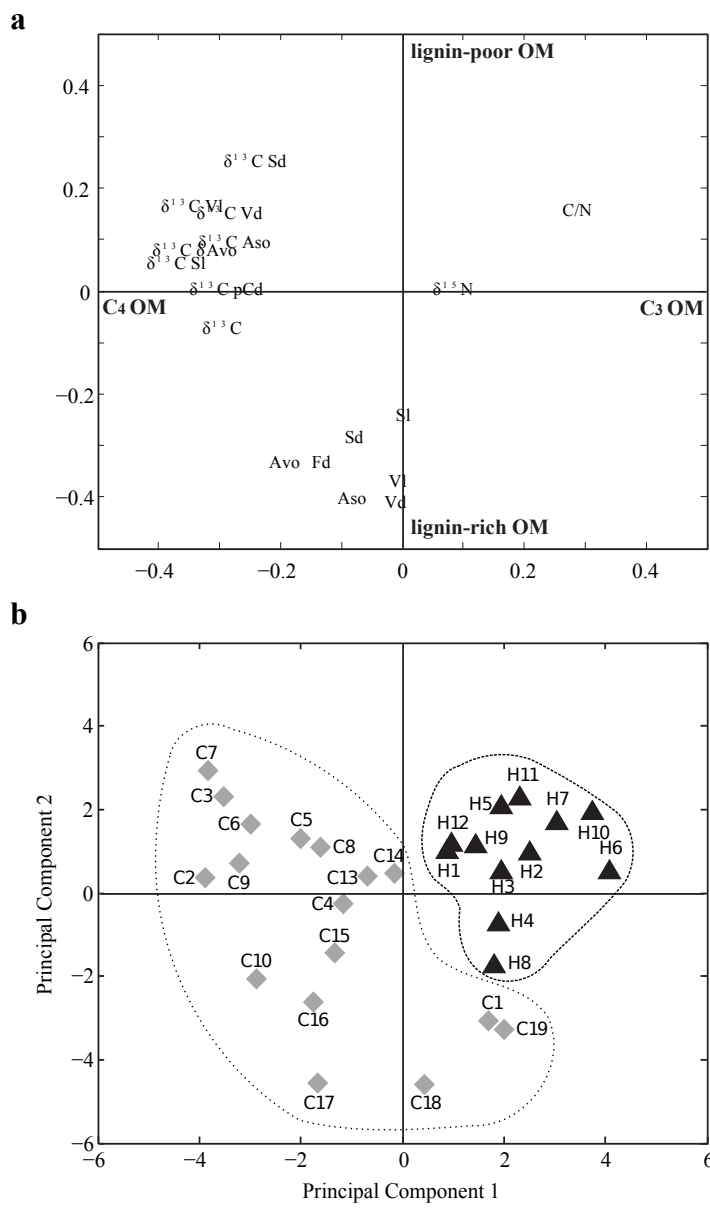 a
0.4
0.2
0
−0.2
−0.4
−0.4
−0.2
0
0.2
0.4
lignin-poor OM
δ¹³C Sd
δ¹³C Vl
δ¹³C Vd
C/N
δ¹³C Aso
δ¹³C δAvo
δ¹³C Sl
δ¹³C pCd
δ¹⁵N
C4 OM
C3 OM
δ¹³C
Sl
Sd
Avo
Fd
Vl
Aso
Vd
lignin-rich OM
b
6
4
2
0
−2
−4
−6
−6
−4
−2
0
2
4
6
C7
C3
C6
C5
C8
C14
C2
C9
C13
C4
C15
C10
C16
C17
C18
C1
C19
H11
H5
H7
H10
H12
H9
H6
H1
H2
H3
H4
H8
Principal Component 2
Principal Component 1